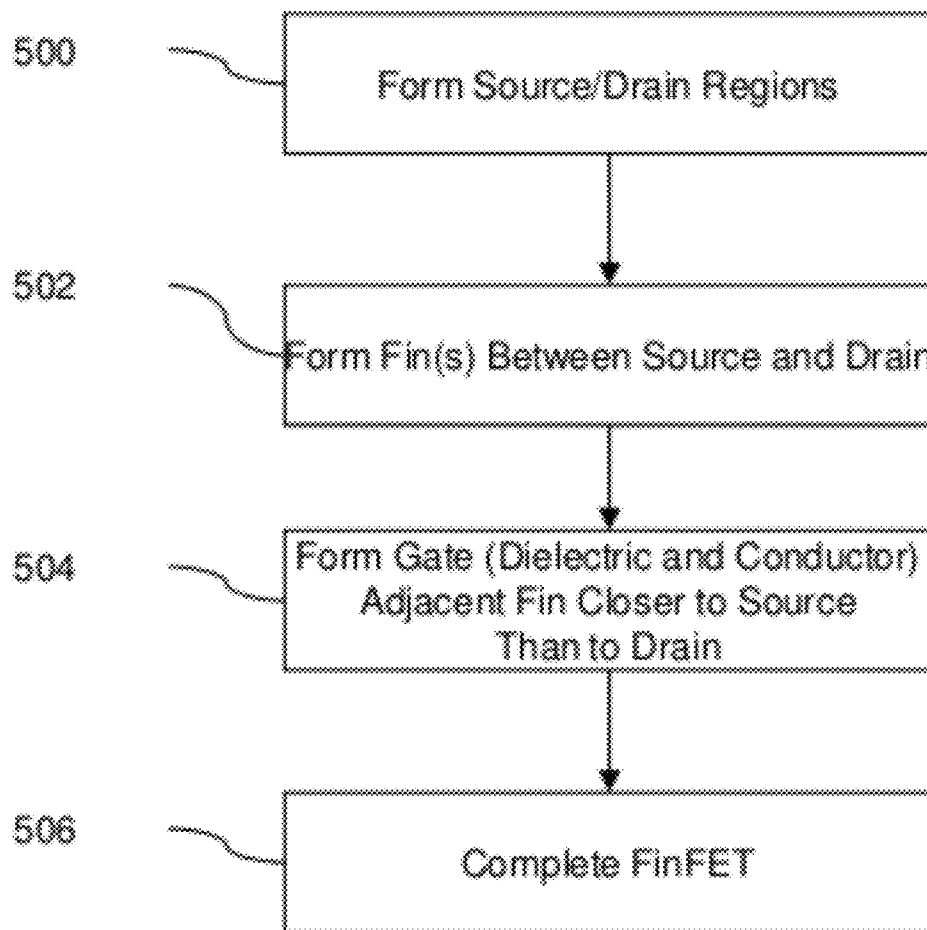 500
Form Source/Drain Regions
502
Form Fin(s) Between Source and Drain
504
Form Gate (Dielectric and Conductor)
Adjacent Fin Closer to Source
Than to Drain
506
Complete FinFET